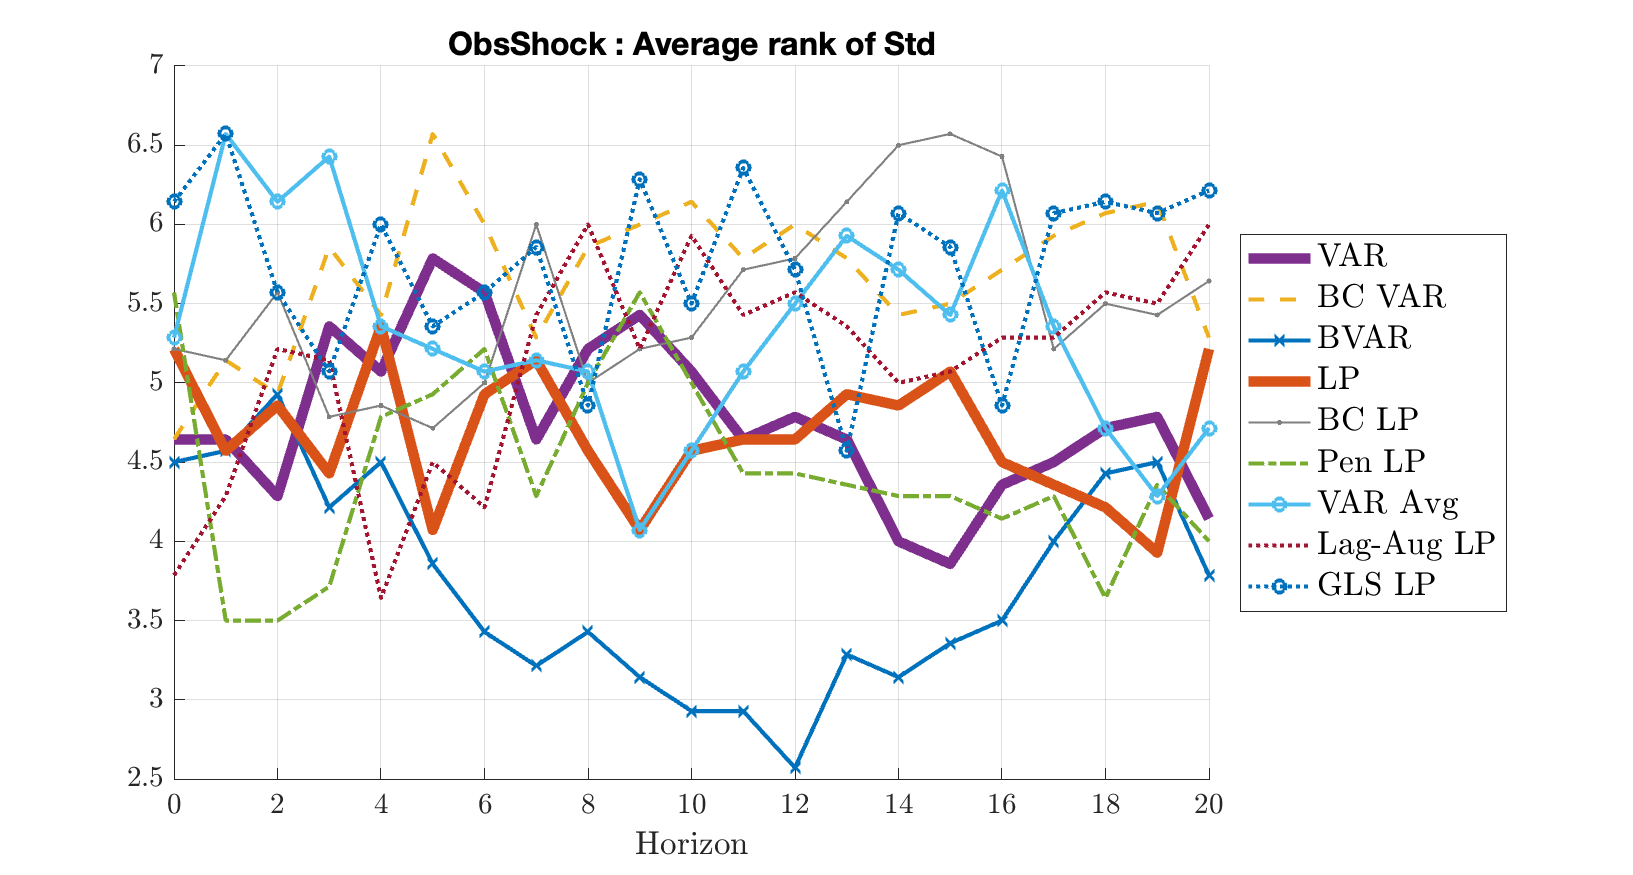 ObsShock : Average rank of Std
7
6.5
6
5.5
5
4.5
4
3.5
3
2.5
0 2 4 6 8 10 12 14 16 18 20
Horizon
VAR
BC VAR
BVAR
LP
BC LP
Pen LP
VAR Avg
Lag-Aug LP
GLS LP